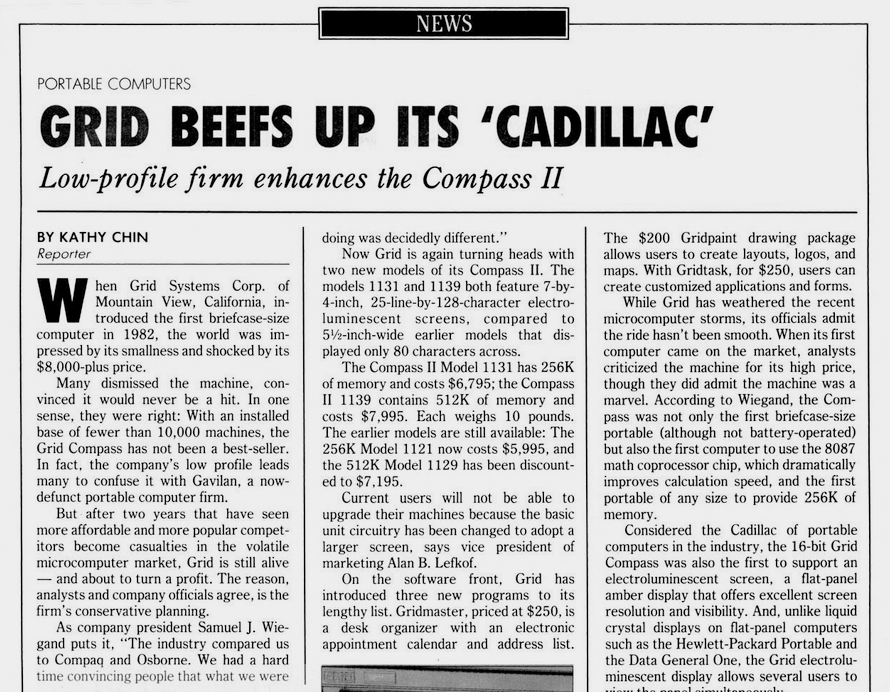 NEWS
PORTABLE COMPUTERS
GRID BEEFS UP ITS 'CADILLAC'
Low-profile firm enhances the Compass II
BY KATHY CHIN
Reporter
When Grid Systems Corp. of
Mountain View, California, in-
troduced the first briefcase-size
computer in 1982, the world was im-
pressed by its smallness and shocked by its
$8,000-plus price.
Many dismissed the machine, con-
vinced it would never be a hit. In one
sense, they were right: With an installed
base of fewer than 10,000 machines, the
Grid Compass has not been a best-seller.
In fact, the company's low profile leads
many to confuse it with Gavilan, a now-
defunct portable computer firm.
But after two years that have seen
more affordable and more popular compet-
itors become casualties in the volatile
microcomputer market, Grid is still alive
— and about to turn a profit. The reason,
analysts and company officials agree, is the
firm's conservative planning.
As company president Samuel J. Wie-
gand puts it, "The industry compared us
to Compaq and Osborne. We had a hard
time convincing people that what we were
doing was decidedly different."
Now Grid is again turning heads with
two new models of its Compass II. The
models 1131 and 1139 both feature 7-by-
4-inch, 25-line-by-128-character electro-
luminescent screens, compared to
5½-inch-wide earlier models that dis-
played only 80 characters across.
The Compass II Model 1131 has 256K
of memory and costs $6,795; the Compass
II 1139 contains 512K of memory and
costs $7,995. Each weighs 10 pounds.
The earlier models are still available: The
256K Model 1121 now costs $5,995, and
the 512K Model 1129 has been discount-
ed to $7,195.
Current users will not be able to
upgrade their machines because the basic
unit circuitry has been changed to adopt a
larger screen, says vice president of
marketing Alan B. Lefkof.
On the software front, Grid has
introduced three new programs to its
lengthy list. Gridmaster, priced at $250, is
a desk organizer with an electronic
appointment calendar and address list.
The $200 Gridpaint drawing package
allows users to create layouts, logos, and
maps. With Gridtask, for $250, users can
create customized applications and forms.
While Grid has weathered the recent
microcomputer storms, its officials admit
the ride hasn't been smooth. When its first
computer came on the market, analysts
criticized the machine for its high price,
though they did admit the machine was a
marvel. According to Wiegand, the Com-
pass was not only the first briefcase-size
portable (although not battery-operated)
but also the first computer to use the 8087
math coprocessor chip, which dramatically
improves calculation speed, and the first
portable of any size to provide 256K of
memory.
Considered the Cadillac of portable
computers in the industry, the 16-bit Grid
Compass was also the first to support an
electroluminescent screen, a flat-panel
amber display that offers excellent screen
resolution and visibility. And, unlike liquid
crystal displays on flat-panel computers
such as the Hewlett-Packard Portable and
the Data General One, the Grid electrolu-
minescent display allows several users to
view the panel simultaneously.